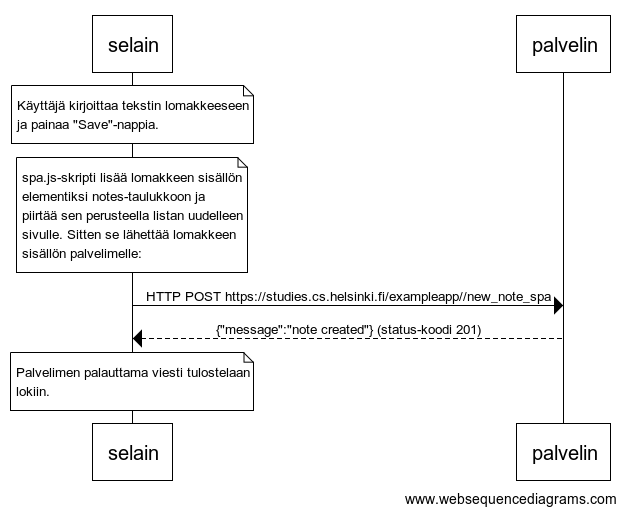 selain
palvelin
Käyttäjä kirjoittaa tekstin lomakkeeseen
ja painaa "Save"-nappia.
spa.js-skripti lisää lomakkeen sisällön
elementiksi notes-taulukkoon ja
piirtää sen perusteella listan uudelleen
sivulle. Sitten se lähettää lomakkeen
sisällön palvelimelle:
HTTP POST https://studies.cs.helsinki.fi/exampleapp//new_note_spa
{"message":"note created"} (status-koodi 201)
Palvelimen palauttama viesti tulostelaan
lokiin.
selain
palvelin
www.websequencediagrams.com